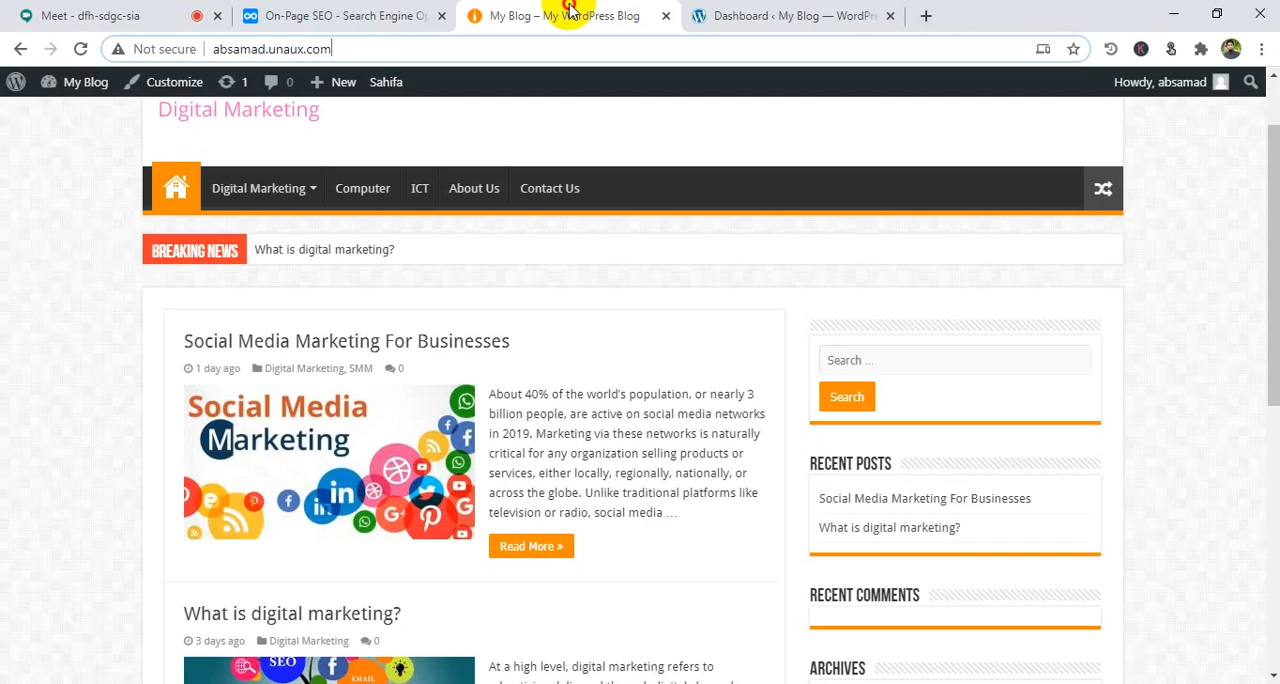 Meet - dfh-sdgc-sia
On-Page SEO - Search Engine Op
My Blog – My WordPress Blog
Dashboard ‹ My Blog — WordPre
Not secure
absamad.unaux.com
My Blog
Customize
1
0
New
Sahifa
Howdy, absamad
Digital Marketing
Digital Marketing
Computer
ICT
About Us
Contact Us
BREAKING NEWS
What is digital marketing?
Social Media Marketing For Businesses
1 day ago
Digital Marketing, SMM
0
Social Media
Marketing
About 40% of the world's population, or nearly 3
billion people, are active on social media networks
in 2019. Marketing via these networks is naturally
critical for any organization selling products or
services, either locally, regionally, nationally, or
across the globe. Unlike traditional platforms like
television or radio, social media …
Read More »
What is digital marketing?
3 days ago
Digital Marketing
0
SEO
EMAIL
At a high level, digital marketing refers to
Search …
Search
RECENT POSTS
Social Media Marketing For Businesses
What is digital marketing?
RECENT COMMENTS
ARCHIVES